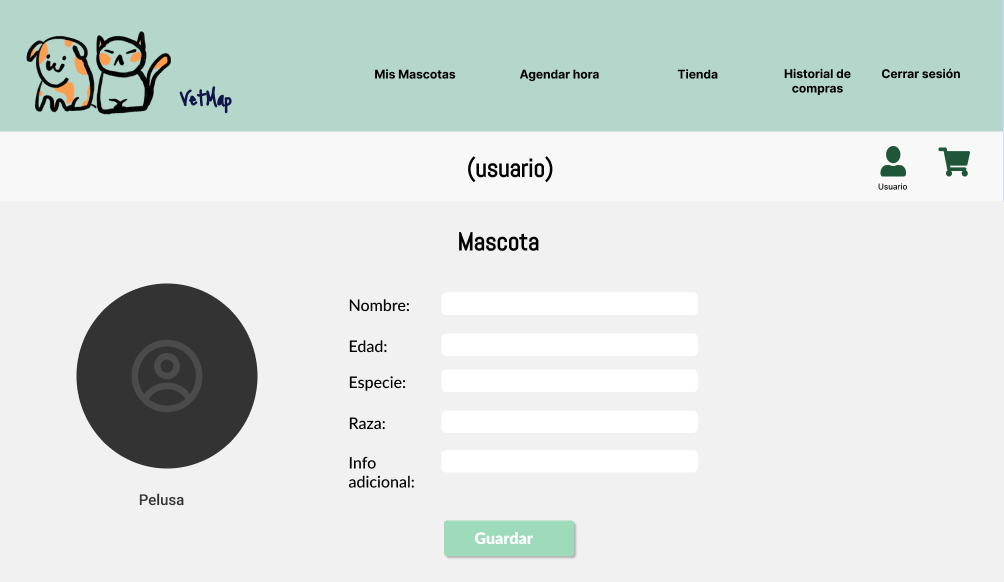 VetMap
Mis Mascotas
Agendar hora
Tienda
Historial de
compras
Cerrar sesión
(usuario)
Usuario
Mascota
Nombre:
Edad:
Especie:
Raza:
Info
adicional:
Pelusa
Guardar